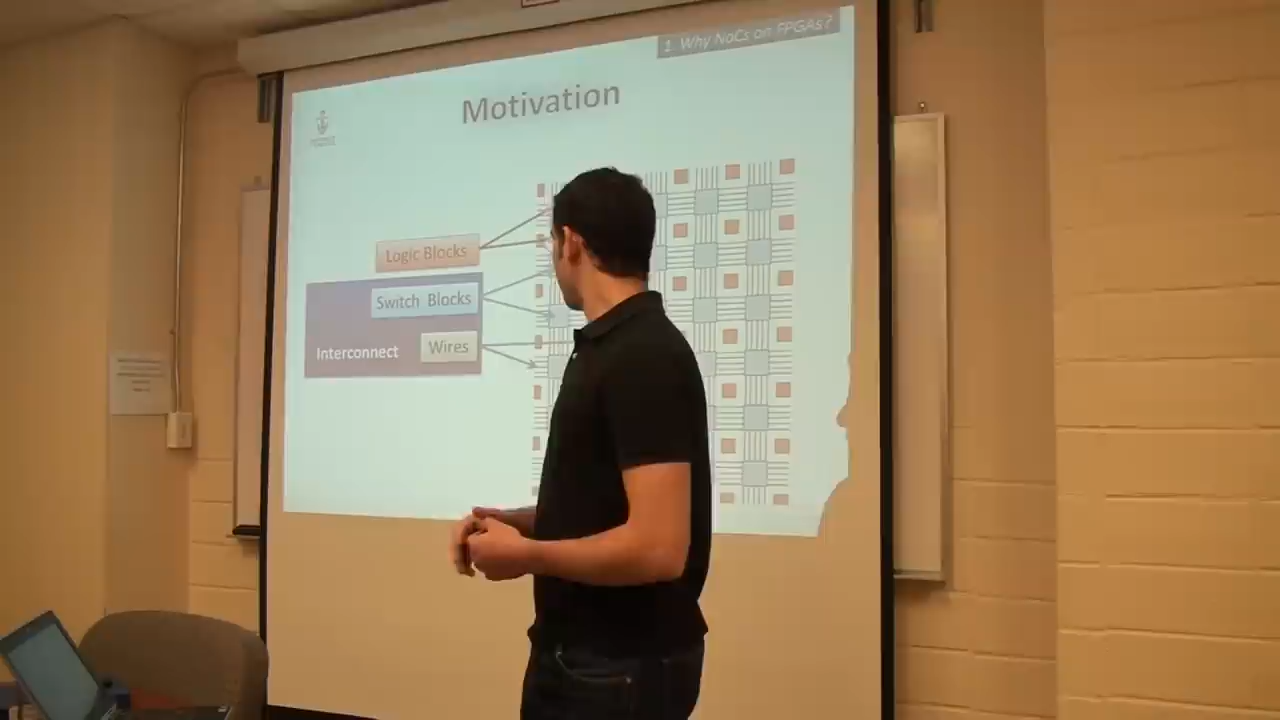 1. Why NoCs on FPGAs?
Motivation
Logic Blocks
Switch Blocks
Interconnect
Wires